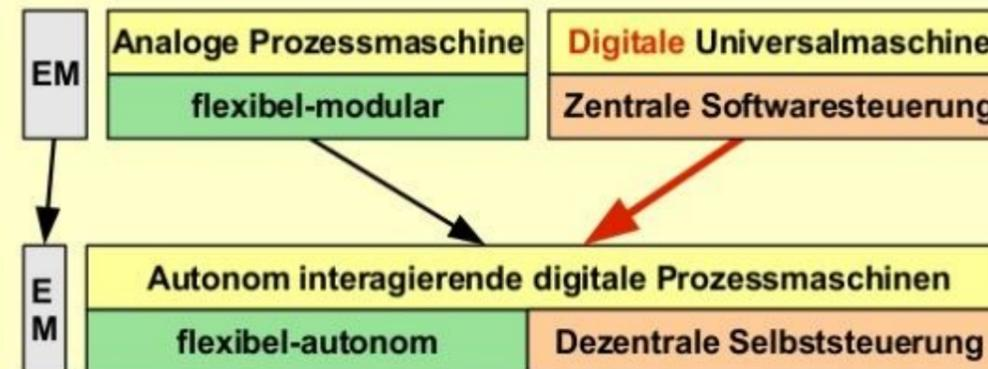 EM
Analoge Prozessmaschine
flexibel-modular
Digitale Universalmaschine
Zentrale Softwaresteuerung
E
M
Autonom interagierende digitale Prozessmaschinen
flexibel-autonom
Dezentrale Selbststeuerung